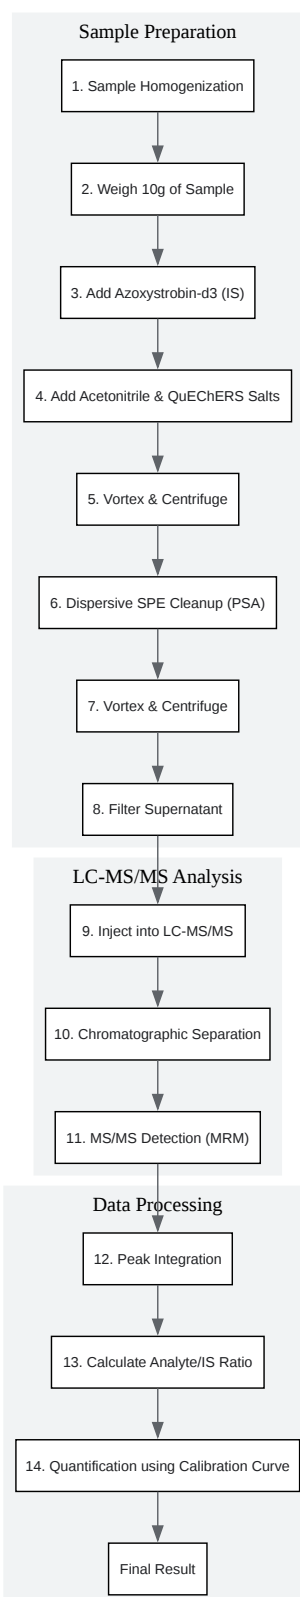 Sample Preparation
1. Sample Homogenization
2. Weigh 10g of Sample
3. Add Azoxystrobin-d3 (IS)
4. Add Acetonitrile & QuEChERS Salts
5. Vortex & Centrifuge
6. Dispersive SPE Cleanup (PSA)
7. Vortex & Centrifuge
8. Filter Supernatant
LC-MS/MS Analysis
9. Inject into LC-MS/MS
10. Chromatographic Separation
11. MS/MS Detection (MRM)
Data Processing
12. Peak Integration
13. Calculate Analyte/IS Ratio
14. Quantification using Calibration Curve
Final Result